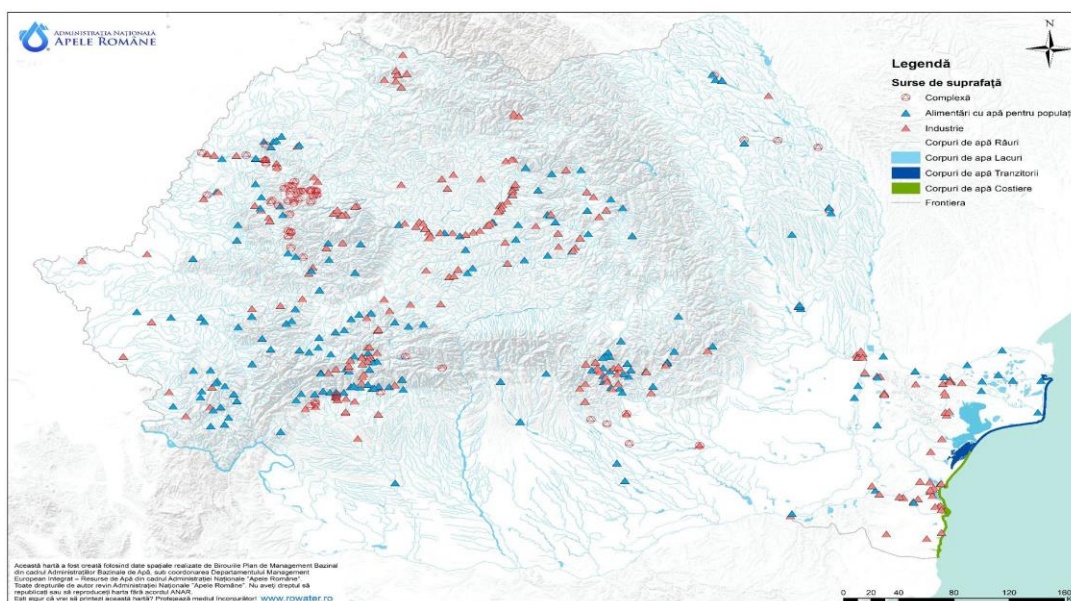 ADMINISTRAȚIA NAȚIONALĂ
APELE ROMÂNE
N
Legendă
Surse de suprafață
Complexă
Alimentări cu apă pentru populați
Industrie
Corpuri de apă Râuri
Corpuri de apa Lacuri
Corpuri de apă Tranzitorii
Corpuri de apă Costiere
Frontiera
Această hartă a fost creată folosind date spațiale realizate de Birourile Plan de Management Bazinal
din cadrul Administrațiilor Bazinale de Apă, sub coordonarea Departamentului Management
European Integrat – Resurse de Apă din cadrul Administrației Naționale "Apele Române".
Toate drepturile de autor revin Administrației Naționale "Apele Române". Nu aveți dreptul să
republicați sau să reproduceți harta fără acordul ANAR.
Ești sigur că vrei să printezi această hartă? Protejează mediul înconjurător! www.rowater.ro
0 20 40 80 120 160